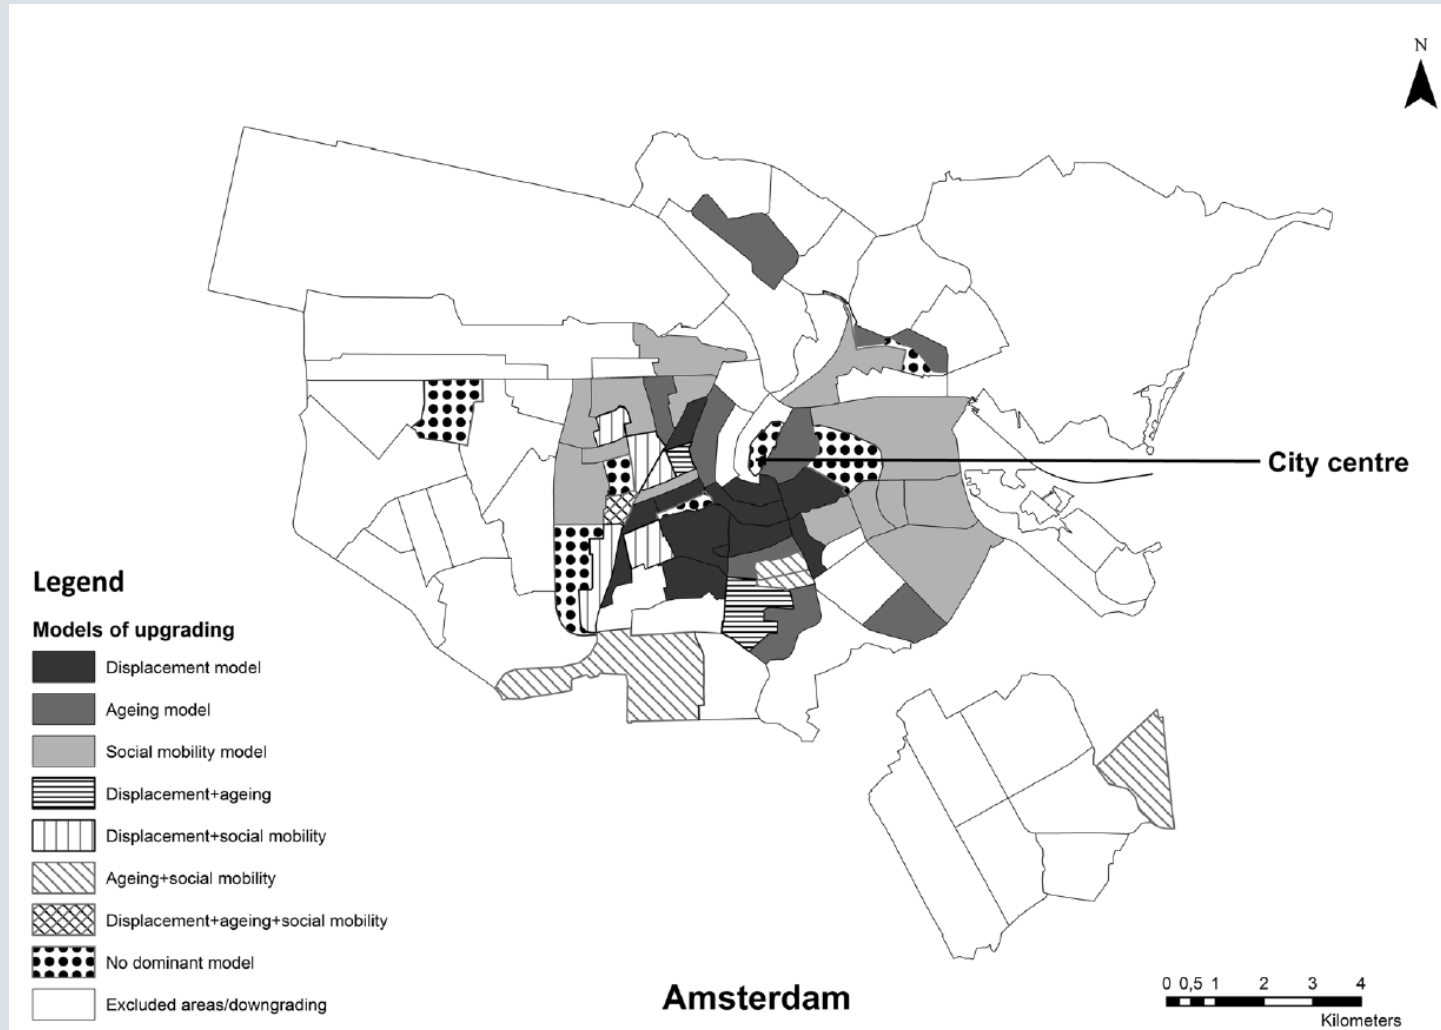 N
City centre
Legend
Models of upgrading
Displacement model
Ageing model
Social mobility model
Displacement+ageing
Displacement+social mobility
Ageing+social mobility
Displacement+ageing+social mobility
No dominant model
Excluded areas/downgrading
Amsterdam
0 0,5 1 2 3 4
Kilometers